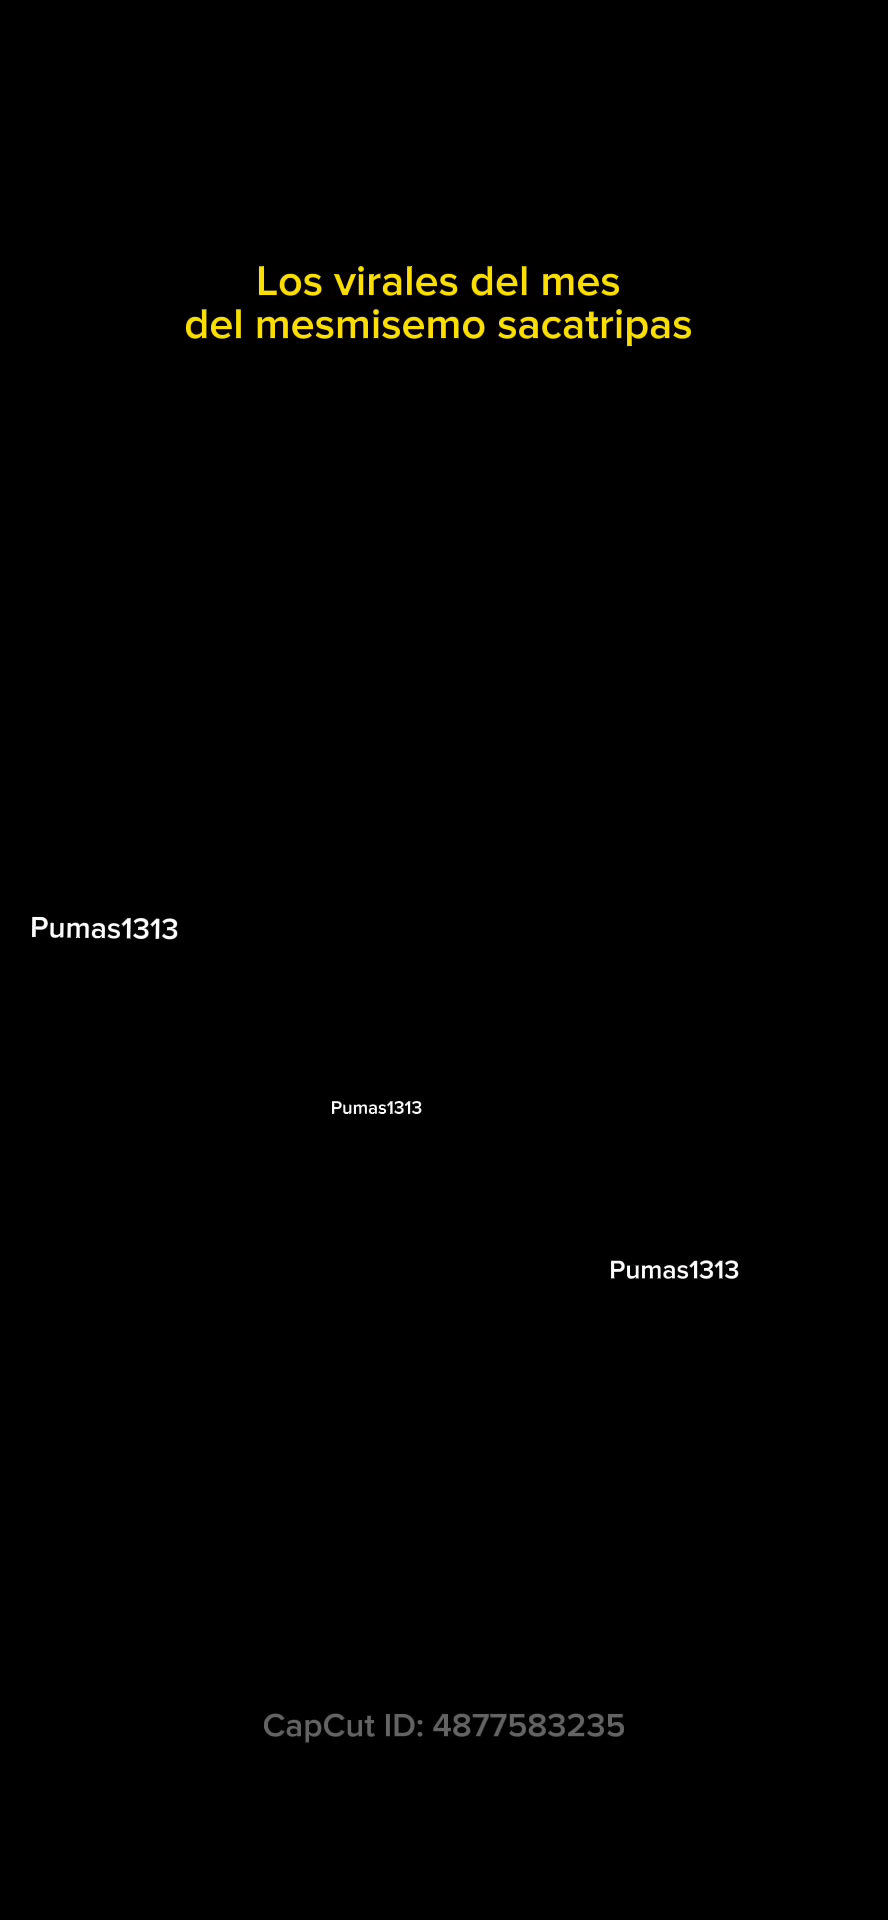 Los virales del mes
del mesmisemo sacatripas
Pumas1313
Pumas1313
Pumas1313
CapCut ID: 4877583235